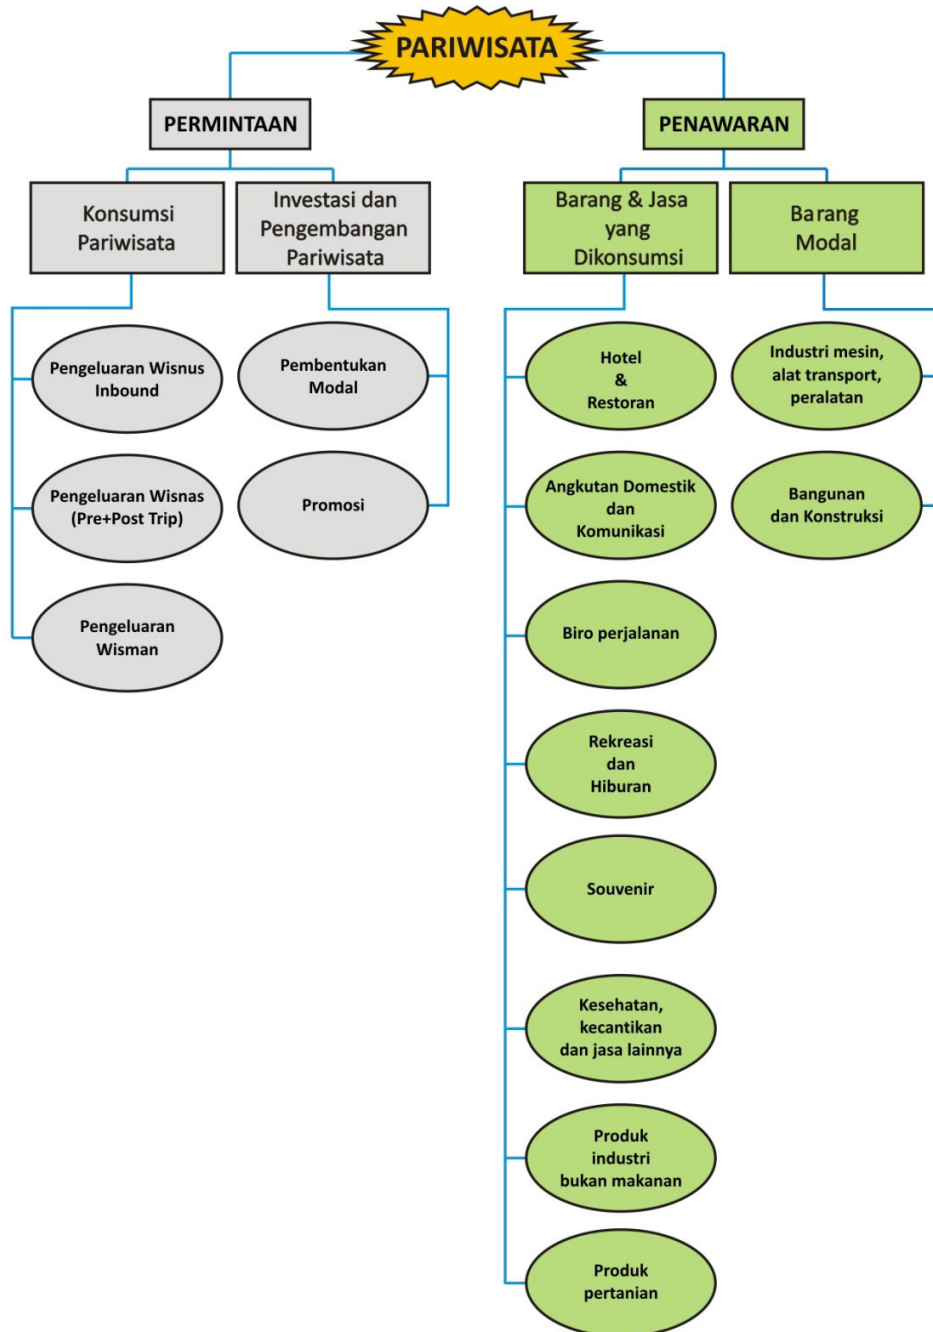 PARIWISATA
PERMINTAAN
PENAWARAN
Konsumsi
Pariwisata
Investasi dan
Pengembangan
Pariwisata
Barang & Jasa
yang
Dikonsumsi
Barang
Modal
Pengeluaran Wisnus
Inbound
Pengeluaran Wisnas
(Pre+Post Trip)
Pengeluaran
Wisman
Pembentukan
Modal
Promosi
Hotel
&
Restoran
Angkutan Domestik
dan
Komunikasi
Biro perjalanan
Rekreasi
dan
Hiburan
Souvenir
Kesehatan,
kecantikan
dan jasa lainnya
Produk
industri
bukan makanan
Produk
pertanian
Industri mesin,
alat transport,
peralatan
Bangunan
dan Konstruksi